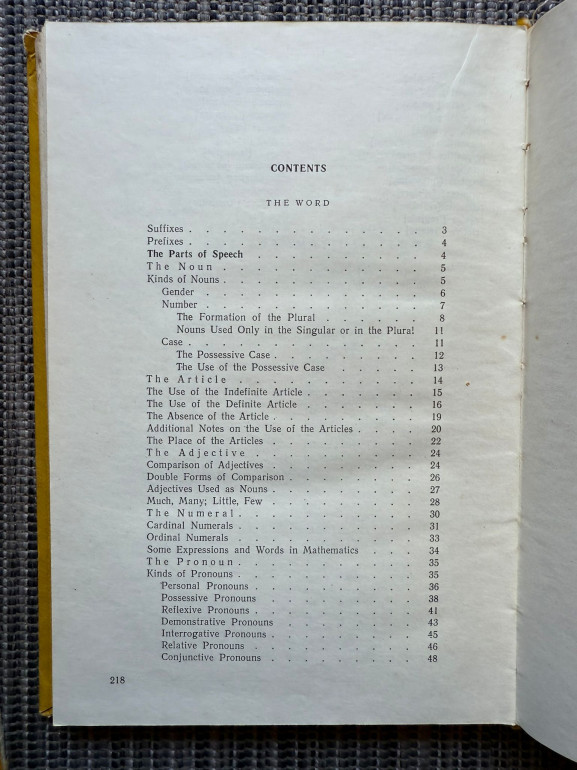 CONTENTS
THE WORD
Suffixes . . . . . . . . . . . . . . 3
Prefixes . . . . . . . . . . . . . . 4
The Parts of Speech . . . . . . . . . . 4
The Noun . . . . . . . . . . . . 5
Kinds of Nouns . . . . . . . . . . . . 5
Gender . . . . . . . . . . . . . 6
Number . . . . . . . . . . . . . 7
The Formation of the Plural . . . . . . 8
Nouns Used Only in the Singular or in the Plural 11
Case . . . . . . . . . . . . . . 11
The Possessive Case . . . . . . . . . 12
The Use of the Possessive Case . . . . . 13
The Article . . . . . . . . . . . 14
The Use of the Indefinite Article . . . . . . . 15
The Use of the Definite Article . . . . . . . 16
The Absence of the Article . . . . . . . . . 19
Additional Notes on the Use of the Articles . . . . 20
The Place of the Articles . . . . . . . . . 22
The Adjective . . . . . . . . . . 24
Comparison of Adjectives . . . . . . . . . 24
Double Forms of Comparison . . . . . . . . 26
Adjectives Used as Nouns . . . . . . . . . 27
Much, Many; Little, Few . . . . . . . . . 28
The Numeral . . . . . . . . . . . 30
Cardinal Numerals . . . . . . . . . . . 31
Ordinal Numerals . . . . . . . . . . . 33
Some Expressions and Words in Mathematics . . . 34
The Pronoun . . . . . . . . . . . 35
Kinds of Pronouns . . . . . . . . . . . 35
Personal Pronouns . . . . . . . . . . 36
Possessive Pronouns . . . . . . . . . 38
Reflexive Pronouns . . . . . . . . . . 41
Demonstrative Pronouns . . . . . . . . 43
Interrogative Pronouns . . . . . . . . . 45
Relative Pronouns . . . . . . . . . . 46
Conjunctive Pronouns . . . . . . . . . 48
218